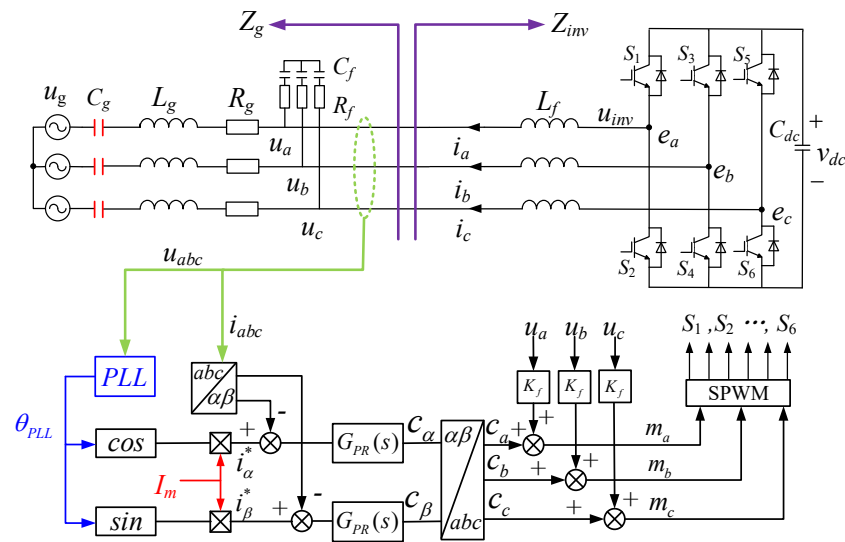 Z_g Z_inv
C_f
S_1 S_3 S_5
u_g C_g L_g R_g R_f L_f u_inv
u_a i_a e_a C_dc + v_dc −
u_b i_b e_b
u_c i_c e_c
S_2 S_4 S_6
u_abc
i_abc
u_a u_b u_c S_1 ,S_2 ···, S_6
PLL abc αβ K_f K_f K_f SPWM
θ_PLL - + + +
cos + i_α^* G_PR(s) c_α αβ c_a + m_a
I_m - c_b + m_b
sin i_β^* + G_PR(s) c_β abc c_c + m_c